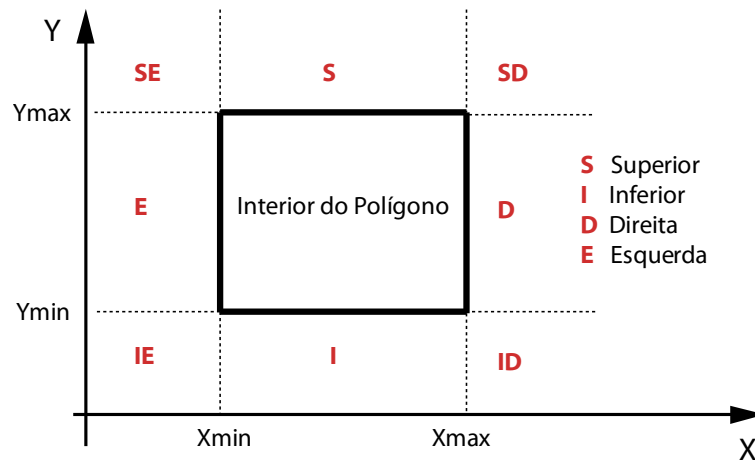 Y
SE S SD
Ymax
S Superior
I Inferior
E Interior do Polígono D
D Direita
E Esquerda
Ymin
IE I ID
Xmin Xmax
X